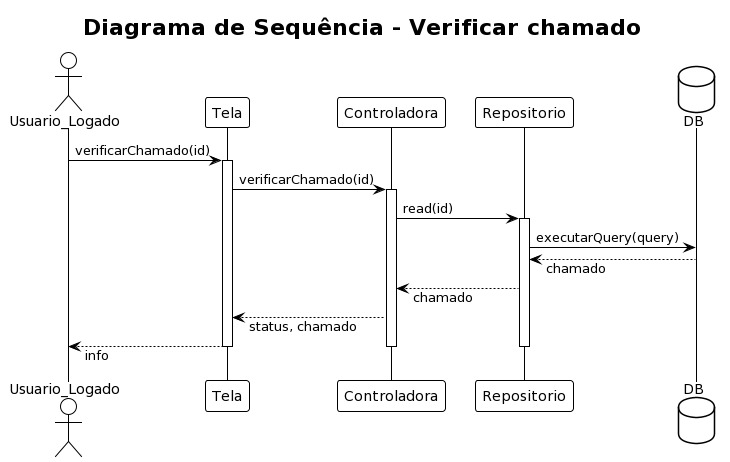 Diagrama de Sequência - Verificar chamado
Usuario_Logado
Tela
Controladora
Repositorio
DB
verificarChamado(id)
verificarChamado(id)
read(id)
executarQuery(query)
chamado
chamado
status, chamado
info
Usuario_Logado
Tela
Controladora
Repositorio
DB